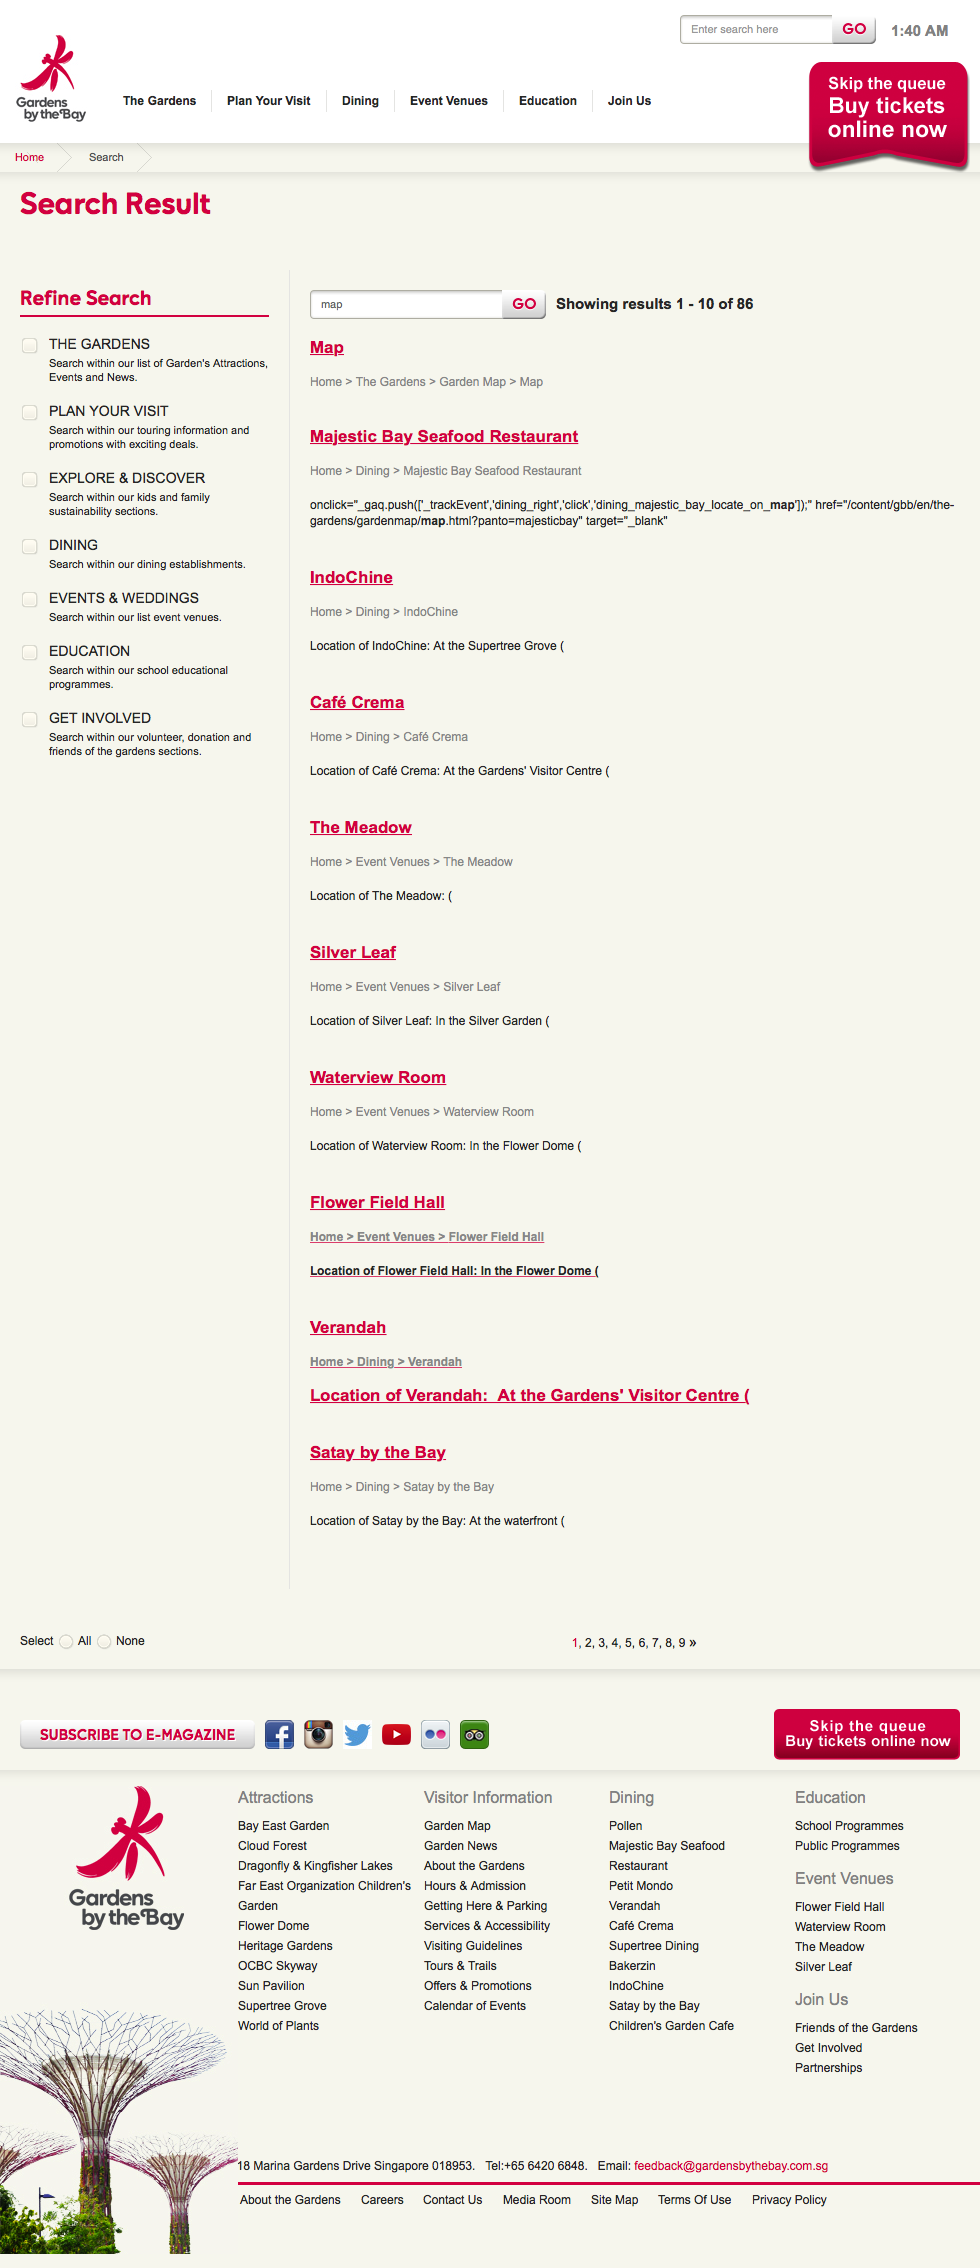 Enter search here
GO
1:40 AM
Gardens
by the Bay
The Gardens
Plan Your Visit
Dining
Event Venues
Education
Join Us
Skip the queue
Buy tickets
online now
Home
Search
Search Result
Refine Search
THE GARDENS
Search within our list of Garden's Attractions,
Events and News.
PLAN YOUR VISIT
Search within our touring information and
promotions with exciting deals.
EXPLORE & DISCOVER
Search within our kids and family
sustainability sections.
DINING
Search within our dining establishments.
EVENTS & WEDDINGS
Search within our list event venues.
EDUCATION
Search within our school educational
programmes.
GET INVOLVED
Search within our volunteer, donation and
friends of the gardens sections.
map
GO
Showing results 1 - 10 of 86
Map
Home > The Gardens > Garden Map > Map
Majestic Bay Seafood Restaurant
Home > Dining > Majestic Bay Seafood Restaurant
onclick="_gaq.push(['_trackEvent','dining_right','click','dining_majestic_bay_locate_on_map']);" href="/content/gbb/en/the-
gardens/gardenmap/map.html?panto=majesticbay" target="_blank"
IndoChine
Home > Dining > IndoChine
Location of IndoChine: At the Supertree Grove (
Café Crema
Home > Dining > Café Crema
Location of Café Crema: At the Gardens' Visitor Centre (
The Meadow
Home > Event Venues > The Meadow
Location of The Meadow: (
Silver Leaf
Home > Event Venues > Silver Leaf
Location of Silver Leaf: In the Silver Garden (
Waterview Room
Home > Event Venues > Waterview Room
Location of Waterview Room: In the Flower Dome (
Flower Field Hall
Home > Event Venues > Flower Field Hall
Location of Flower Field Hall: In the Flower Dome (
Verandah
Home > Dining > Verandah
Location of Verandah:  At the Gardens' Visitor Centre (
Satay by the Bay
Home > Dining > Satay by the Bay
Location of Satay by the Bay: At the waterfront (
Select All None
1, 2, 3, 4, 5, 6, 7, 8, 9 »
SUBSCRIBE TO E-MAGAZINE
Skip the queue
Buy tickets online now
Gardens
by the Bay
Attractions
Bay East Garden
Cloud Forest
Dragonfly & Kingfisher Lakes
Far East Organization Children's
Garden
Flower Dome
Heritage Gardens
OCBC Skyway
Sun Pavilion
Supertree Grove
World of Plants
Visitor Information
Garden Map
Garden News
About the Gardens
Hours & Admission
Getting Here & Parking
Services & Accessibility
Visiting Guidelines
Tours & Trails
Offers & Promotions
Calendar of Events
Dining
Pollen
Majestic Bay Seafood
Restaurant
Petit Mondo
Verandah
Café Crema
Supertree Dining
Bakerzin
IndoChine
Satay by the Bay
Children's Garden Cafe
Education
School Programmes
Public Programmes
Event Venues
Flower Field Hall
Waterview Room
The Meadow
Silver Leaf
Join Us
Friends of the Gardens
Get Involved
Partnerships
18 Marina Gardens Drive Singapore 018953. Tel:+65 6420 6848. Email: feedback@gardensbythebay.com.sg
About the Gardens
Careers
Contact Us
Media Room
Site Map
Terms Of Use
Privacy Policy